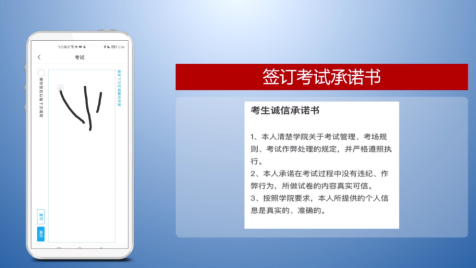 考试
签订考试承诺书
考生诚信承诺书
1、本人清楚学院关于考试管理、考场规
则、考试作弊处理的规定，并严格遵照执
行。
2、本人承诺在考试过程中没有违纪、作
弊行为，所做试卷的内容真实可信。
3、按照学院要求，本人所提供的个人信
息是真实的、准确的。